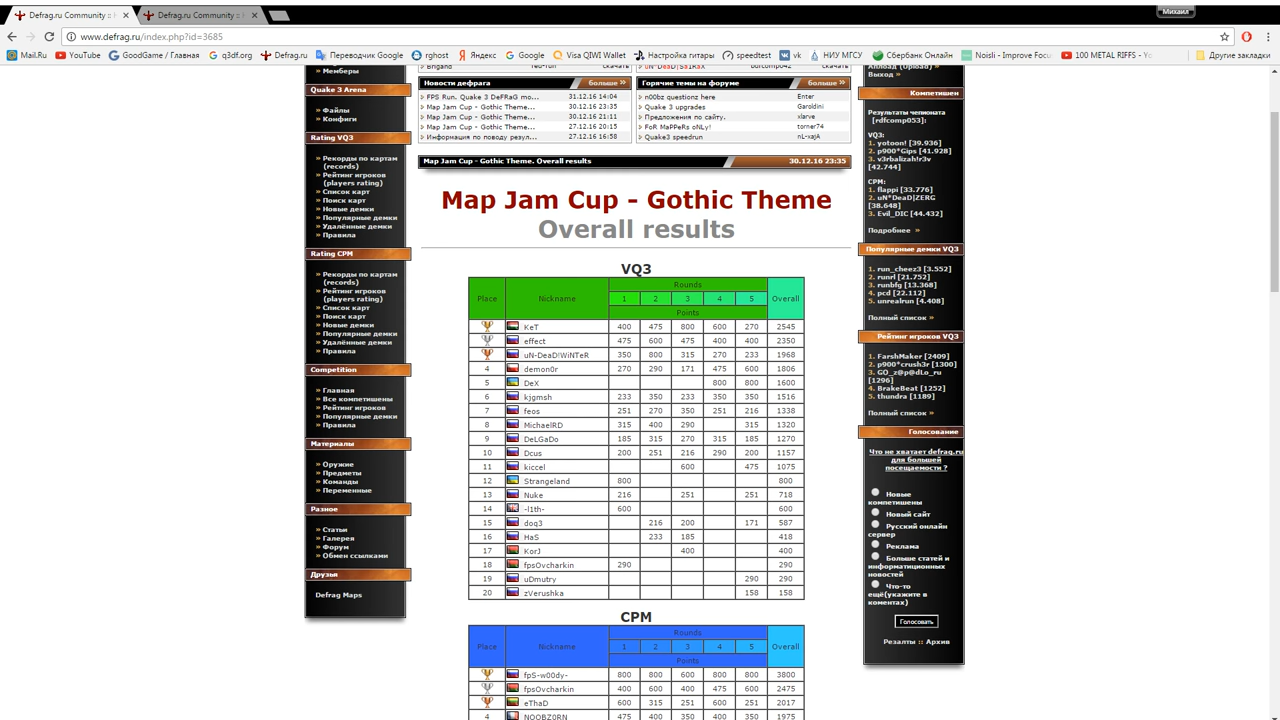 Михаил
Defrag.ru Community :: 
Defrag.ru Community :: 
www.defrag.ru/index.php?id=3685
Mail.Ru YouTube GoodGame / Главная q3df.org Defrag.ru Переводчик Google rghost Яндекс Google Visa QIWI Wallet Настройка гитары speedtest vk НИУ МГСУ Сбербанк Онлайн Noisli - Improve Foc 100 METAL RIFFS - Yo Другие закладки
» Мемберы
Quake 3 Arena
» Файлы
» Конфиги
Rating VQ3
» Рекорды по картам
(records)
» Рейтинг игроков
(players rating)
» Список карт
» Поиск карт
» Новые демки
» Популярные демки
» Удалённые демки
» Правила
Rating CPM
» Рекорды по картам
(records)
» Рейтинг игроков
(players rating)
» Список карт
» Поиск карт
» Новые демки
» Популярные демки
» Удалённые демки
» Правила
Competition
» Главная
» Все компетишены
» Рейтинг игроков
» Популярные демки
» Правила
Материалы
» Оружие
» Предметы
» Команды
» Переменные
Разное
» Статьи
» Галерея
» Форум
» Обмен ссылками
Друзья
Defrag Maps
Новости дефрага больше »
FPS Run. Quake 3 DeFRaG mo... 31.12.16 14:04
Map Jam Cup - Gothic Theme... 30.12.16 23:35
Map Jam Cup - Gothic Theme... 30.12.16 21:11
Map Jam Cup - Gothic Theme... 27.12.16 20:15
Информация по поводу резул... 27.12.16 16:58
Горячие темы на форуме больше »
n00bz questionz here Enter
Quake 3 upgrades Garoldini
Предложения по сайту. xlarve
FoR MaPPeRs oNLy! tomer74
Quake3 speedrun nL-xajA
Map Jam Cup - Gothic Theme. Overall results 30.12.16 23:35
Map Jam Cup - Gothic Theme
Overall results
VQ3
Place Nickname Rounds Overall
1 2 3 4 5
Points
KeT 400 475 800 600 270 2545
effect 475 600 475 400 400 2350
uN-DeaD!WiNTeR 350 800 315 270 233 1968
4 demon0r 270 290 171 475 600 1806
5 DeX 800 800 1600
6 kjgmsh 233 350 233 350 350 1516
7 feos 251 270 350 251 216 1338
8 MichaelRD 315 400 290 315 1320
9 DeLGaDo 185 315 270 315 185 1270
10 Dcus 200 251 216 290 200 1157
11 kiccel 600 475 1075
12 Strangeland 800 800
13 Nuke 216 251 251 718
14 -l1th- 600 600
15 doq3 216 200 171 587
16 HaS 233 185 418
17 KorJ 400 400
18 fpsOvcharkin 290 290
19 uDmutry 290 290
20 zVerushka 158 158
CPM
Place Nickname Rounds Overall
1 2 3 4 5
Points
fpS-w00dy- 800 800 600 800 800 3800
fpsOvcharkin 400 600 400 475 600 2475
eThaD 600 315 251 600 251 2017
4 NOOBZ0RN 475 400 350 400 350 1975
Выход »
Компетишен
Результаты чемпионата
[rdfcomp05]:
VQ3:
1. yotoon! [39.936]
2. p900*Gips [41.928]
3. v3rbalizah!r3v
[42.744]
CPM:
1. flappi [33.776]
2. uN*DeaD|ZERG
[38.648]
3. Evil_DIC [44.432]
Подробнее »
Популярные демки VQ3
1. run_cheez3 [3.552]
2. runrl [21.752]
3. runbfg [13.368]
4. pcd [22.112]
5. unrealrun [4.408]
Полный список »
Рейтинг игроков VQ3
1. FarshMaker [2409]
2. p900*crush3r [1300]
3. GO_z@p@dLo_ru
[1296]
4. BrakeBeat [1252]
5. thundra [1189]
Полный список »
Голосование
Что не хватает defrag.ru
для большей
посещаемости ?
Новые
компетишены
Новый сайт
Русский онлайн
сервер
Реклама
Больше статей и
информатионных
новостей
Что-то
ещё(укажите в
коментах)
Голосовать
Резалты :: Архив